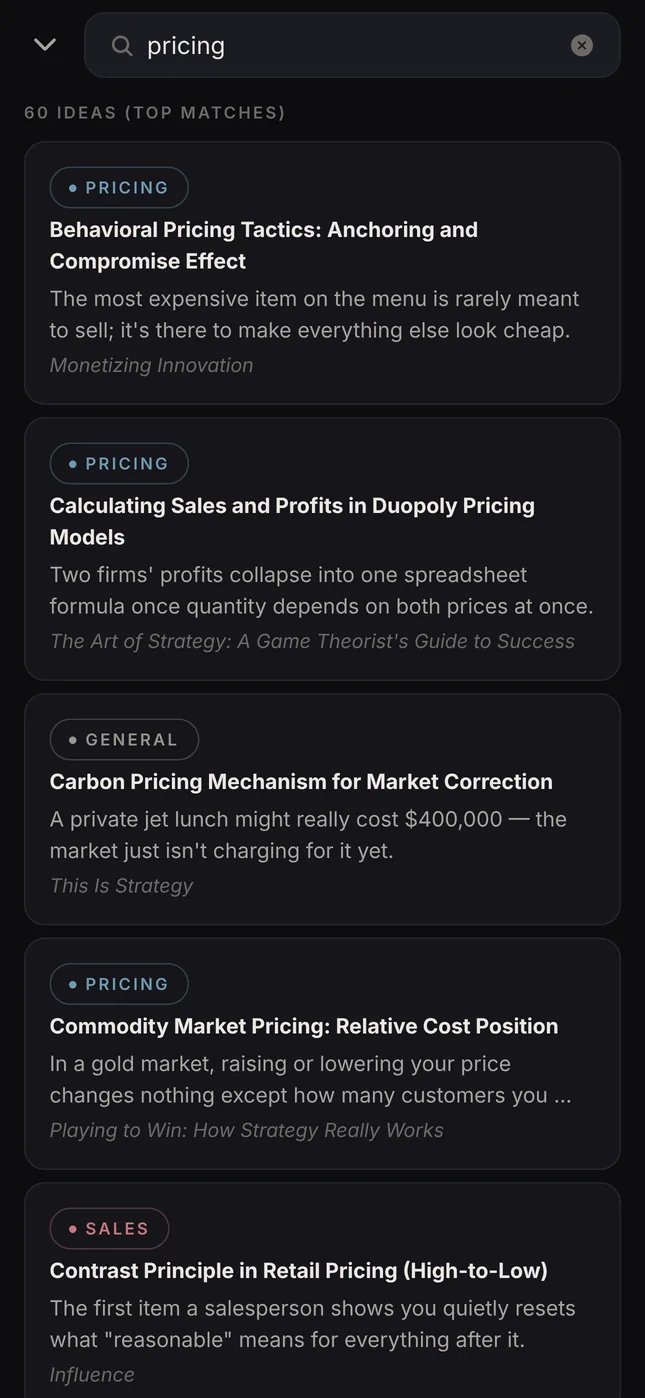 pricing
60 IDEAS (TOP MATCHES)
PRICING
Behavioral Pricing Tactics: Anchoring and
Compromise Effect
The most expensive item on the menu is rarely meant
to sell; it's there to make everything else look cheap.
Monetizing Innovation
PRICING
Calculating Sales and Profits in Duopoly Pricing
Models
Two firms' profits collapse into one spreadsheet
formula once quantity depends on both prices at once.
The Art of Strategy: A Game Theorist's Guide to Success
GENERAL
Carbon Pricing Mechanism for Market Correction
A private jet lunch might really cost $400,000 — the
market just isn't charging for it yet.
This Is Strategy
PRICING
Commodity Market Pricing: Relative Cost Position
In a gold market, raising or lowering your price
changes nothing except how many customers you ...
Playing to Win: How Strategy Really Works
SALES
Contrast Principle in Retail Pricing (High-to-Low)
The first item a salesperson shows you quietly resets
what "reasonable" means for everything after it.
Influence